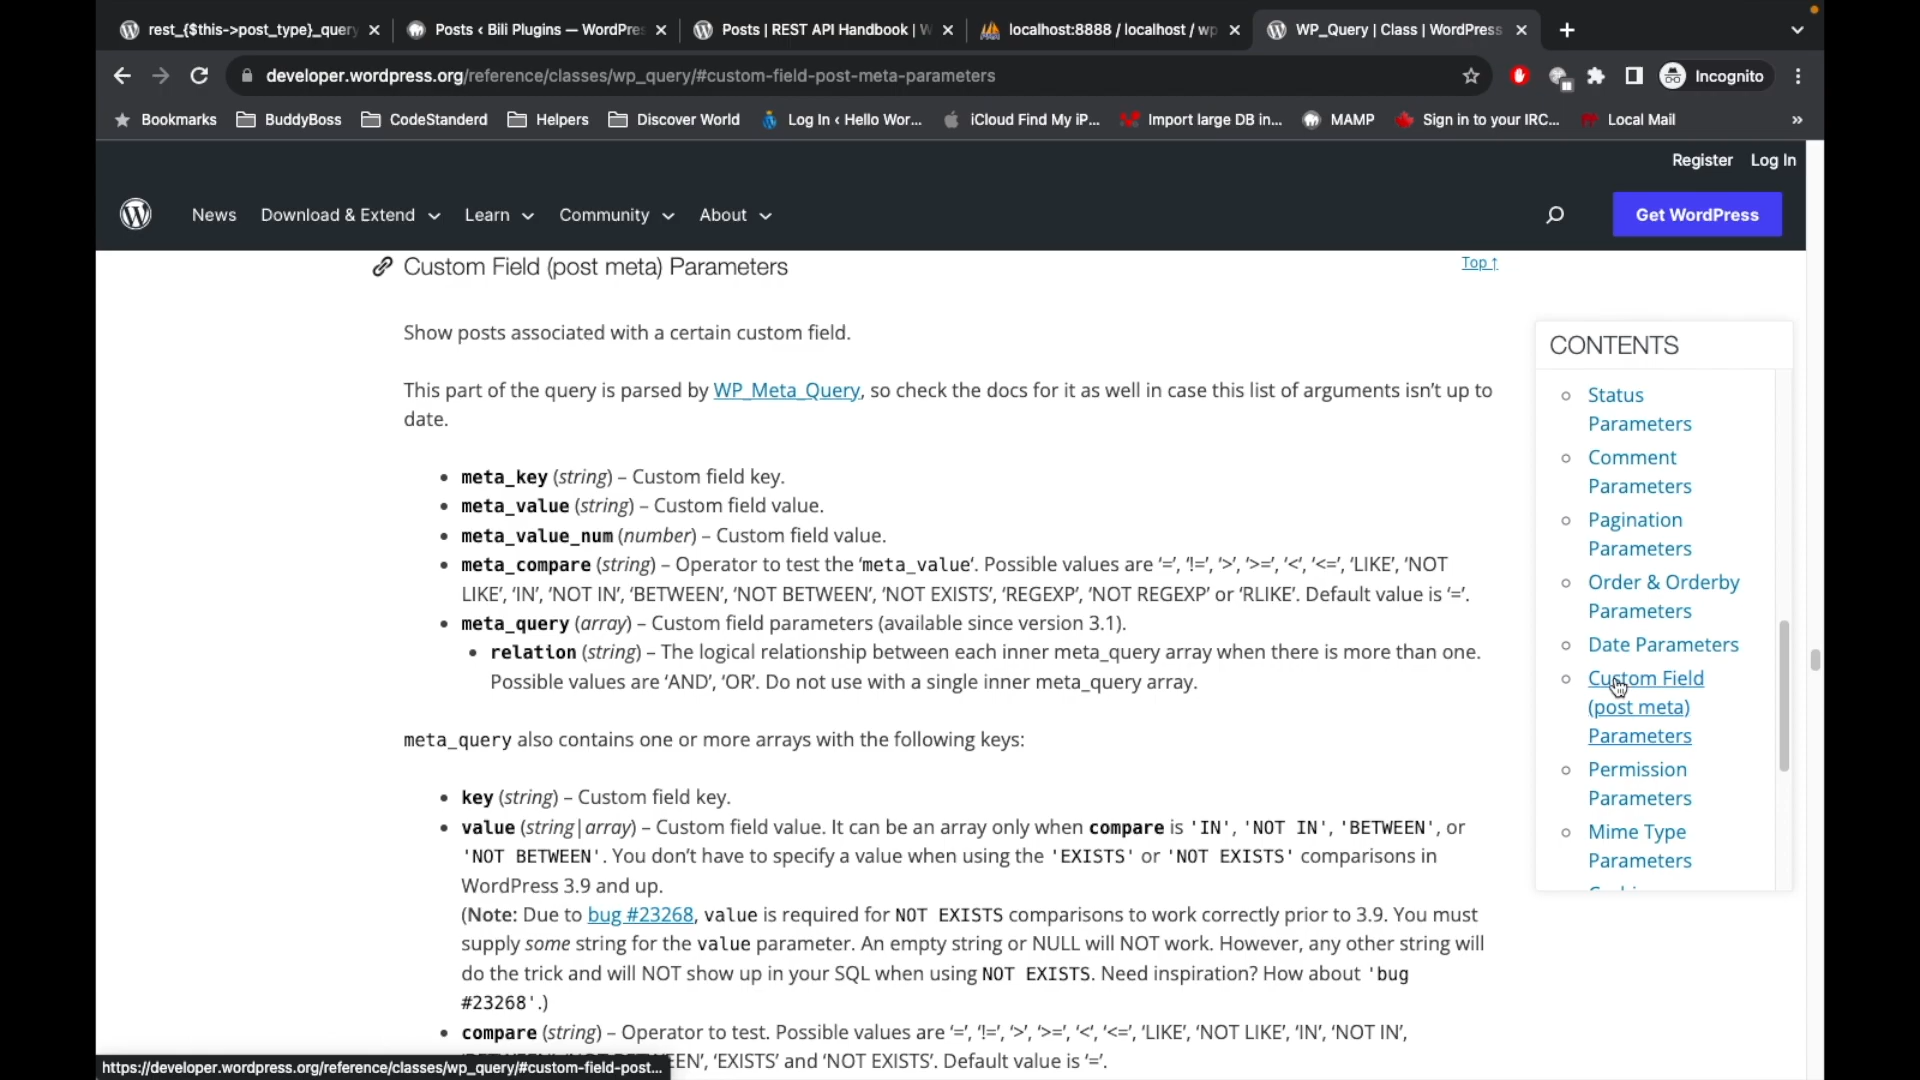 rest_{$this->post_type}_query
Posts ‹ Bili Plugins — WordPre
Posts | REST API Handbook | W
localhost:8888 / localhost / wp
WP_Query | Class | WordPress
developer.wordpress.org/reference/classes/wp_query/#custom-field-post-meta-parameters
Incognito
Bookmarks
BuddyBoss
CodeStanderd
Helpers
Discover World
Log In ‹ Hello Wor...
iCloud Find My iP...
Import large DB in...
MAMP
Sign in to your IRC...
Local Mail
»
Register Log In
News Download & Extend Learn Community About
Get WordPress
Custom Field (post meta) Parameters
Top ↑
Show posts associated with a certain custom field.
This part of the query is parsed by WP_Meta_Query, so check the docs for it as well in case this list of arguments isn’t up to
date.
• meta_key (string) – Custom field key.
• meta_value (string) – Custom field value.
• meta_value_num (number) – Custom field value.
• meta_compare (string) – Operator to test the ‘meta_value‘. Possible values are ‘=’, ‘!=’, ‘>’, ‘>=’, ‘<‘, ‘<=’, ‘LIKE’, ‘NOT
LIKE’, ‘IN’, ‘NOT IN’, ‘BETWEEN’, ‘NOT BETWEEN’, ‘NOT EXISTS’, ‘REGEXP’, ‘NOT REGEXP’ or ‘RLIKE’. Default value is ‘=’.
• meta_query (array) – Custom field parameters (available since version 3.1).
• relation (string) – The logical relationship between each inner meta_query array when there is more than one.
Possible values are ‘AND’, ‘OR’. Do not use with a single inner meta_query array.
meta_query also contains one or more arrays with the following keys:
• key (string) – Custom field key.
• value (string|array) – Custom field value. It can be an array only when compare is 'IN', 'NOT IN', 'BETWEEN', or
'NOT BETWEEN'. You don’t have to specify a value when using the 'EXISTS' or 'NOT EXISTS' comparisons in
WordPress 3.9 and up.
(Note: Due to bug #23268, value is required for NOT EXISTS comparisons to work correctly prior to 3.9. You must
supply some string for the value parameter. An empty string or NULL will NOT work. However, any other string will
do the trick and will NOT show up in your SQL when using NOT EXISTS. Need inspiration? How about 'bug
#23268'.)
• compare (string) – Operator to test. Possible values are ‘=’, ‘!=’, ‘>’, ‘>=’, ‘<‘, ‘<=’, ‘LIKE’, ‘NOT LIKE’, ‘IN’, ‘NOT IN’,
EEN’, ‘EXISTS’ and ‘NOT EXISTS’. Default value is ‘=’.
CONTENTS
Status
Parameters
Comment
Parameters
Pagination
Parameters
Order & Orderby
Parameters
Date Parameters
Custom Field
(post meta)
Parameters
Permission
Parameters
Mime Type
Parameters
https://developer.wordpress.org/reference/classes/wp_query/#custom-field-post...